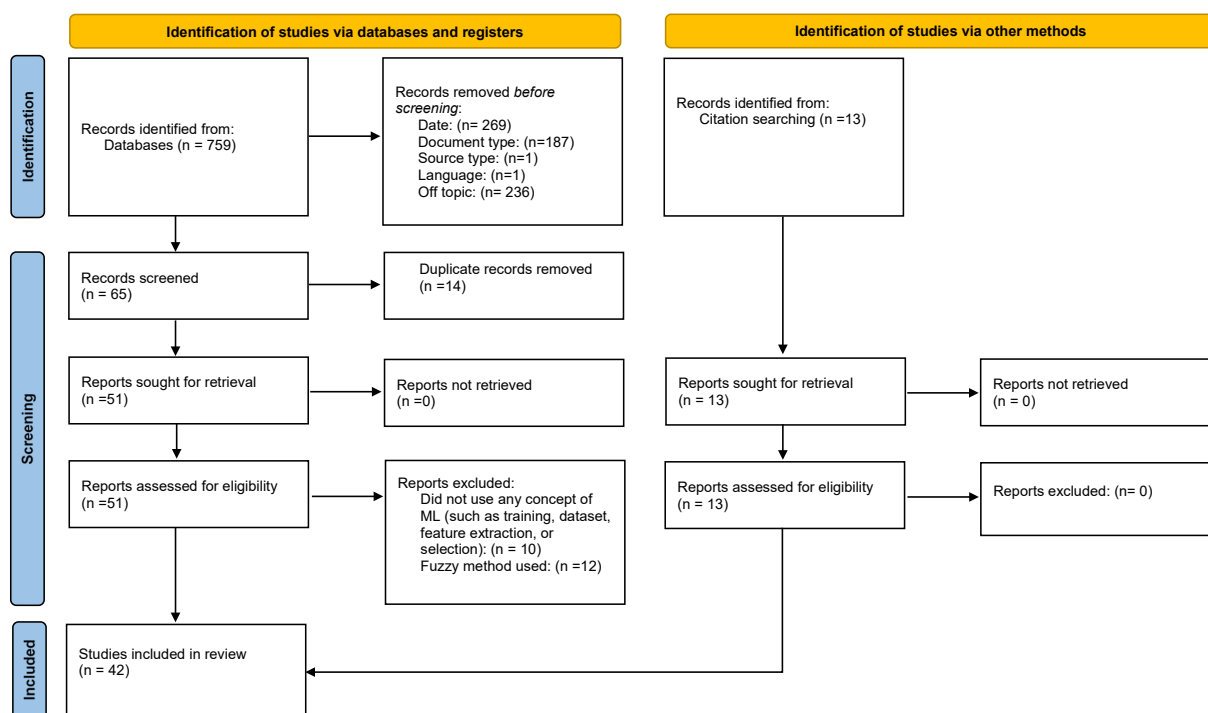 Identification of studies via databases and registers
Identification of studies via other methods
Identification
Records identified from:
Databases (n = 759)
Records removed before
screening:
Date: (n= 269)
Document type: (n=187)
Source type: (n=1)
Language: (n=1)
Off topic: (n= 236)
Records identified from:
Citation searching (n =13)
Screening
Records screened
(n = 65)
Duplicate records removed
(n =14)
Reports sought for retrieval
(n =51)
Reports not retrieved
(n =0)
Reports sought for retrieval
(n = 13)
Reports not retrieved
(n = 0)
Reports assessed for eligibility
(n =51)
Reports excluded:
Did not use any concept of
ML (such as training, dataset,
feature extraction, or
selection): (n = 10)
Fuzzy method used: (n =12)
Reports assessed for eligibility
(n = 13)
Reports excluded: (n= 0)
Included
Studies included in review
(n = 42)